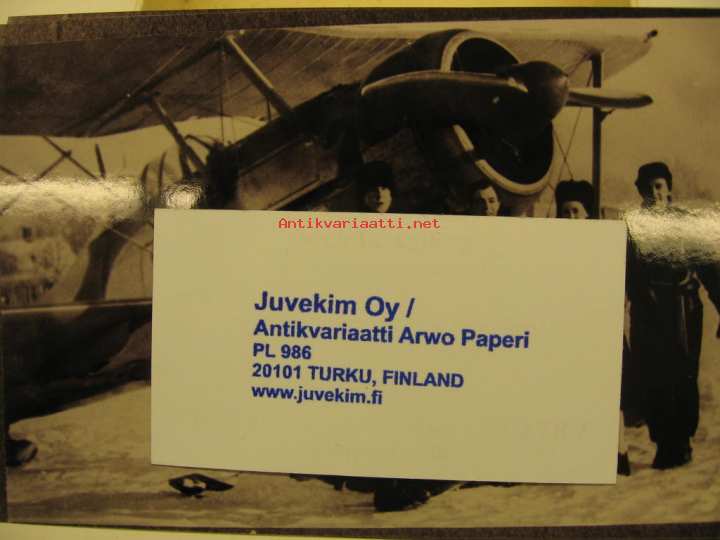 Antikvariaatti.net
Juvekim Oy /
Antikvariaatti Arwo Paperi
PL 986
20101 TURKU, FINLAND
www.juvekim.fi